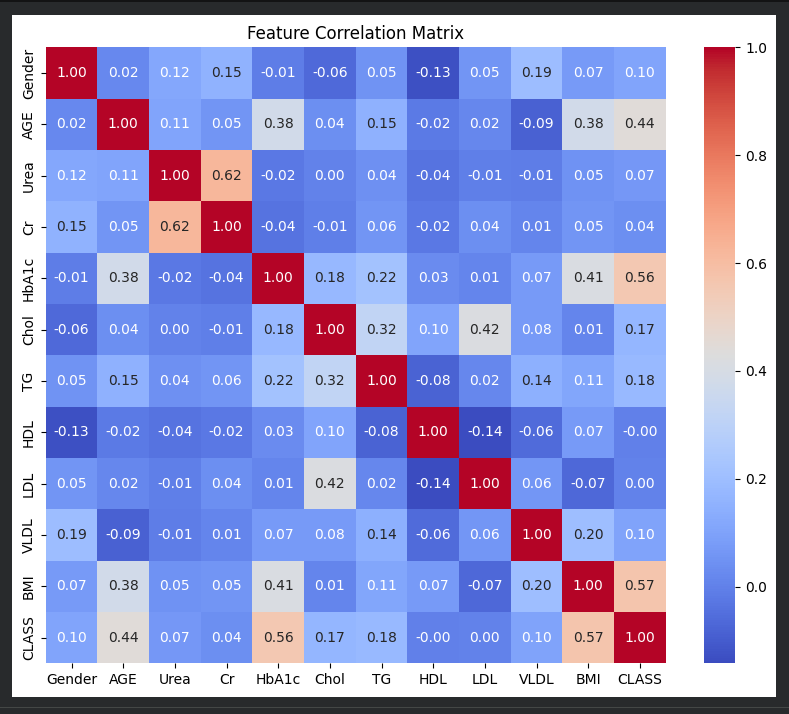 Feature Correlation Matrix
Gender 1.00 0.02 0.12 0.15 -0.01 -0.06 0.05 -0.13 0.05 0.19 0.07 0.10
AGE 0.02 1.00 0.11 0.05 0.38 0.04 0.15 -0.02 0.02 -0.09 0.38 0.44
Urea 0.12 0.11 1.00 0.62 -0.02 0.00 0.04 -0.04 -0.01 -0.01 0.05 0.07
Cr 0.15 0.05 0.62 1.00 -0.04 -0.01 0.06 -0.02 0.04 0.01 0.05 0.04
HbA1c -0.01 0.38 -0.02 -0.04 1.00 0.18 0.22 0.03 0.01 0.07 0.41 0.56
Chol -0.06 0.04 0.00 -0.01 0.18 1.00 0.32 0.10 0.42 0.08 0.01 0.17
TG 0.05 0.15 0.04 0.06 0.22 0.32 1.00 -0.08 0.02 0.14 0.11 0.18
HDL -0.13 -0.02 -0.04 -0.02 0.03 0.10 -0.08 1.00 -0.14 -0.06 0.07 -0.00
LDL 0.05 0.02 -0.01 0.04 0.01 0.42 0.02 -0.14 1.00 0.06 -0.07 0.00
VLDL 0.19 -0.09 -0.01 0.01 0.07 0.08 0.14 -0.06 0.06 1.00 0.20 0.10
BMI 0.07 0.38 0.05 0.05 0.41 0.01 0.11 0.07 -0.07 0.20 1.00 0.57
CLASS 0.10 0.44 0.07 0.04 0.56 0.17 0.18 -0.00 0.00 0.10 0.57 1.00
Gender AGE Urea Cr HbA1c Chol TG HDL LDL VLDL BMI CLASS
1.0
0.8
0.6
0.4
0.2
0.0